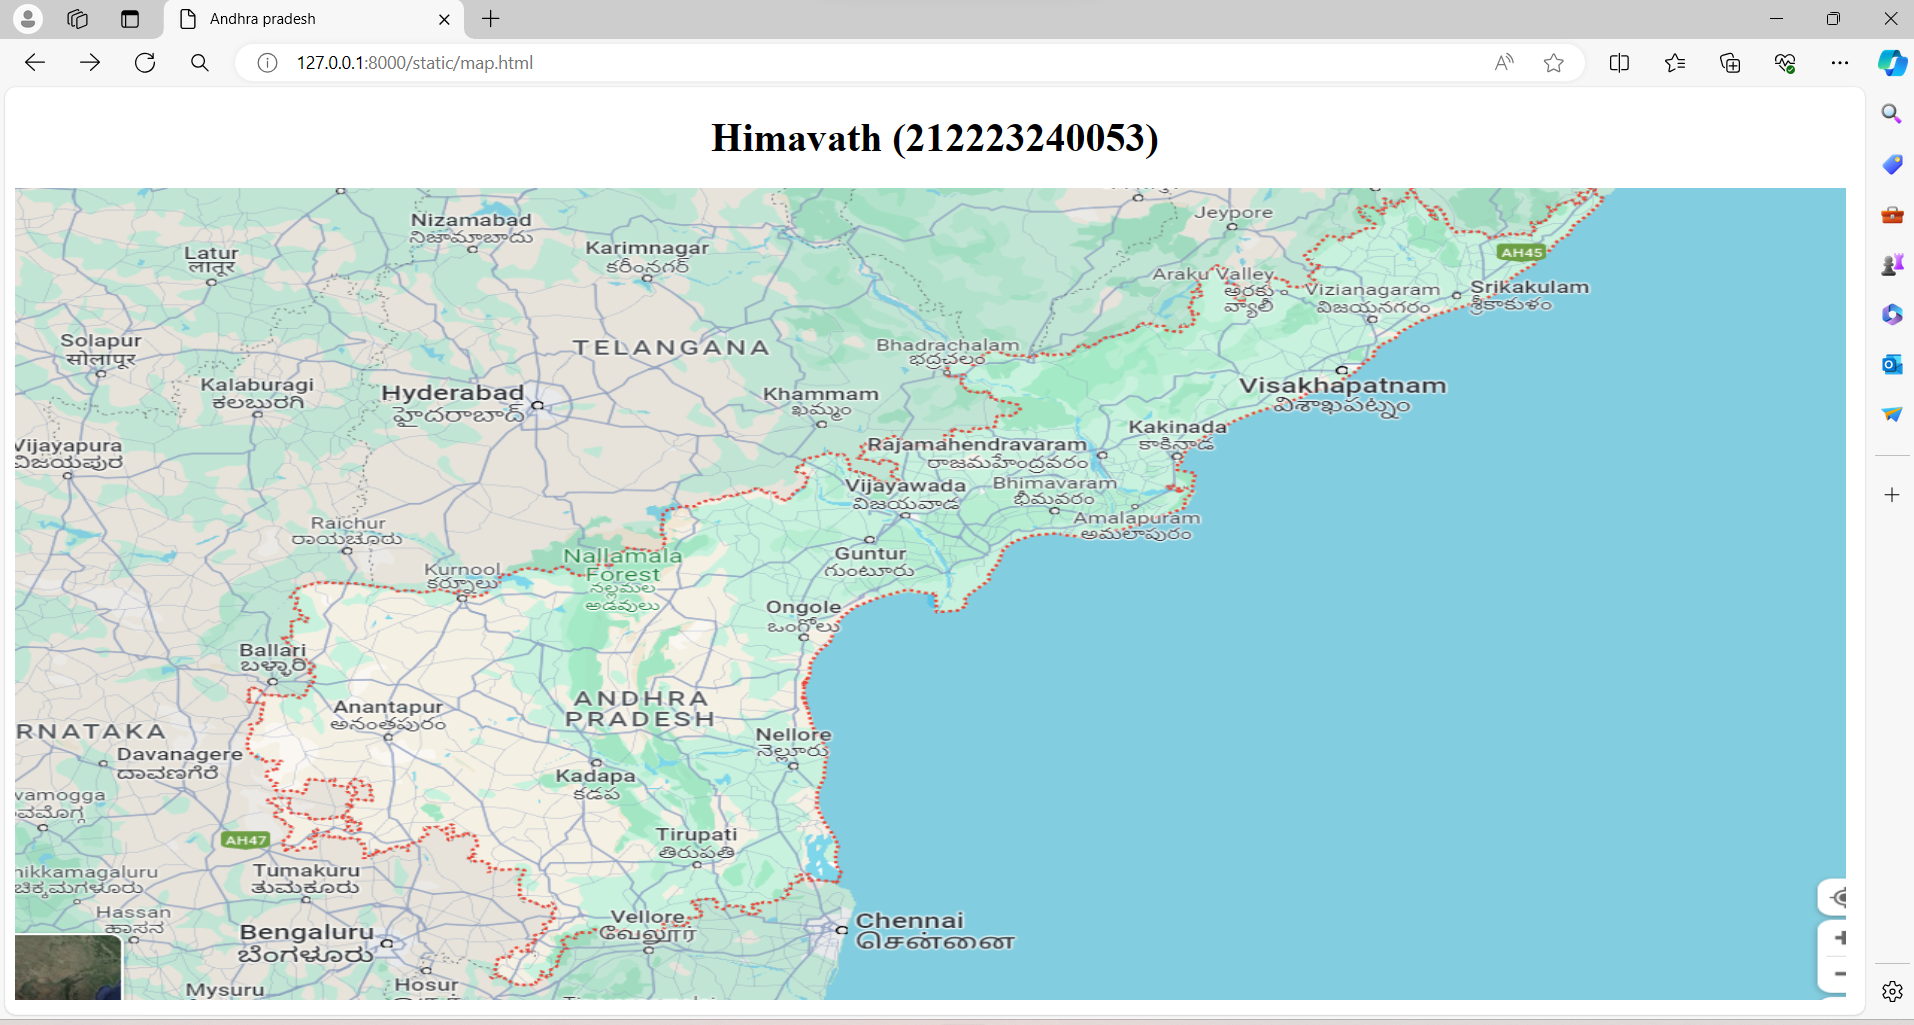 Andhra pradesh
127.0.0.1:8000/static/map.html
Himavath (212223240053)
Nizamabad
నిజామాబాదు
Jeypore
Latur
लातूर
Karimnagar
కరీంనగర్
AH45
Araku Valley
అరకు
వ్యాలీ
Vizianagaram
విజయనగరం
Srikakulam
శ్రీకాకుళం
Solapur
सोलापूर
TELANGANA
Bhadrachalam
భద్రచలం
Kalaburagi
ಕಲಬುರಗಿ
Hyderabad
హైదరాబాద్
Khammam
ఖమ్మం
Visakhapatnam
విశాఖపట్నం
Kakinada
కాకినాడ
Vijayapura
ವಿಜಯಪುರ
Rajamahendravaram
రాజమహేంద్రవరం
Vijayawada
విజయవాడ
Bhimavaram
భీమవరం
Amalapuram
అమలాపురం
Raichur
ರಾಯಚೂರು
Guntur
గుంటూరు
Nallamala
Forest
నల్లమల
అడవులు
Kurnool
కర్నూలు
Ongole
ఒంగోలు
Ballari
ಬಳ್ಳಾರಿ
ANDHRA
PRADESH
Anantapur
అనంతపురం
RNATAKA
Davanagere
ದಾವಣಗೆರೆ
Nellore
నెల్లూరు
Kadapa
కడప
vamogga
ವಮೊಗ್ಗ
Tirupati
తిరుపతి
AH47
Tumakuru
ತುಮಕೂರು
hikkamagaluru
ಚಿಕ್ಕಮಗಳೂರು
Hassan
ಹಾಸನ
Vellore
வேலூர்
Chennai
சென்னை
Bengaluru
ಬೆಂಗಳೂರು
Hosur
Mysuru